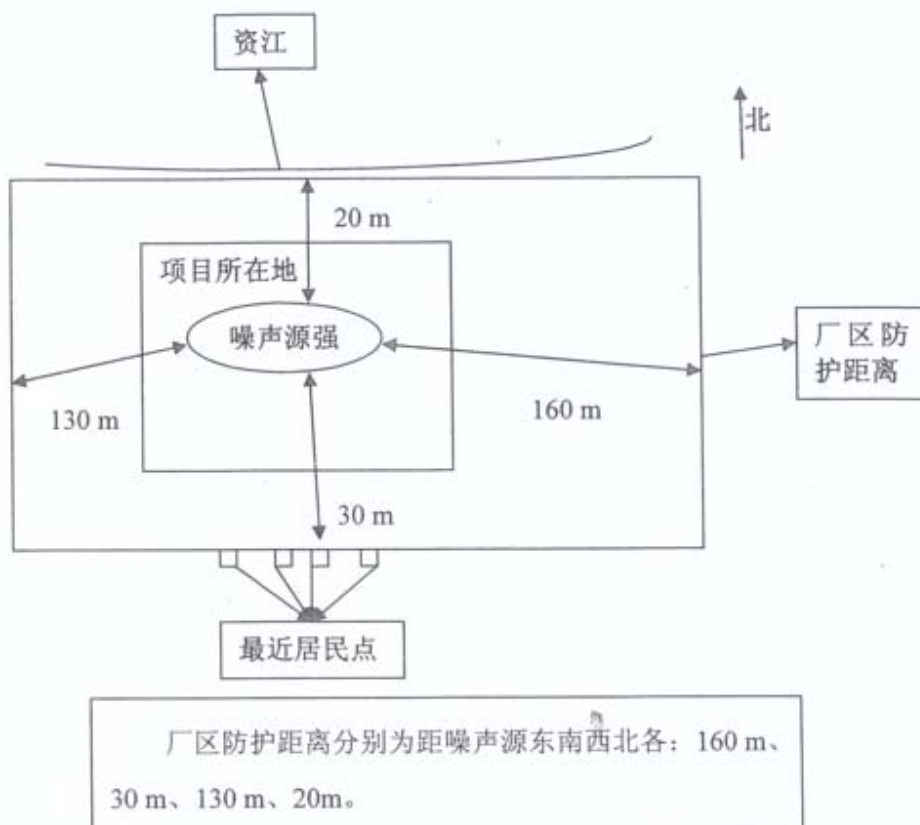 资江
北
20 m
项目所在地
噪声源强
厂区防
护距离
130 m
160 m
30 m
最近居民点
厂区防护距离分别为距噪声源东南西北各：160 m、
30 m、130 m、20m。